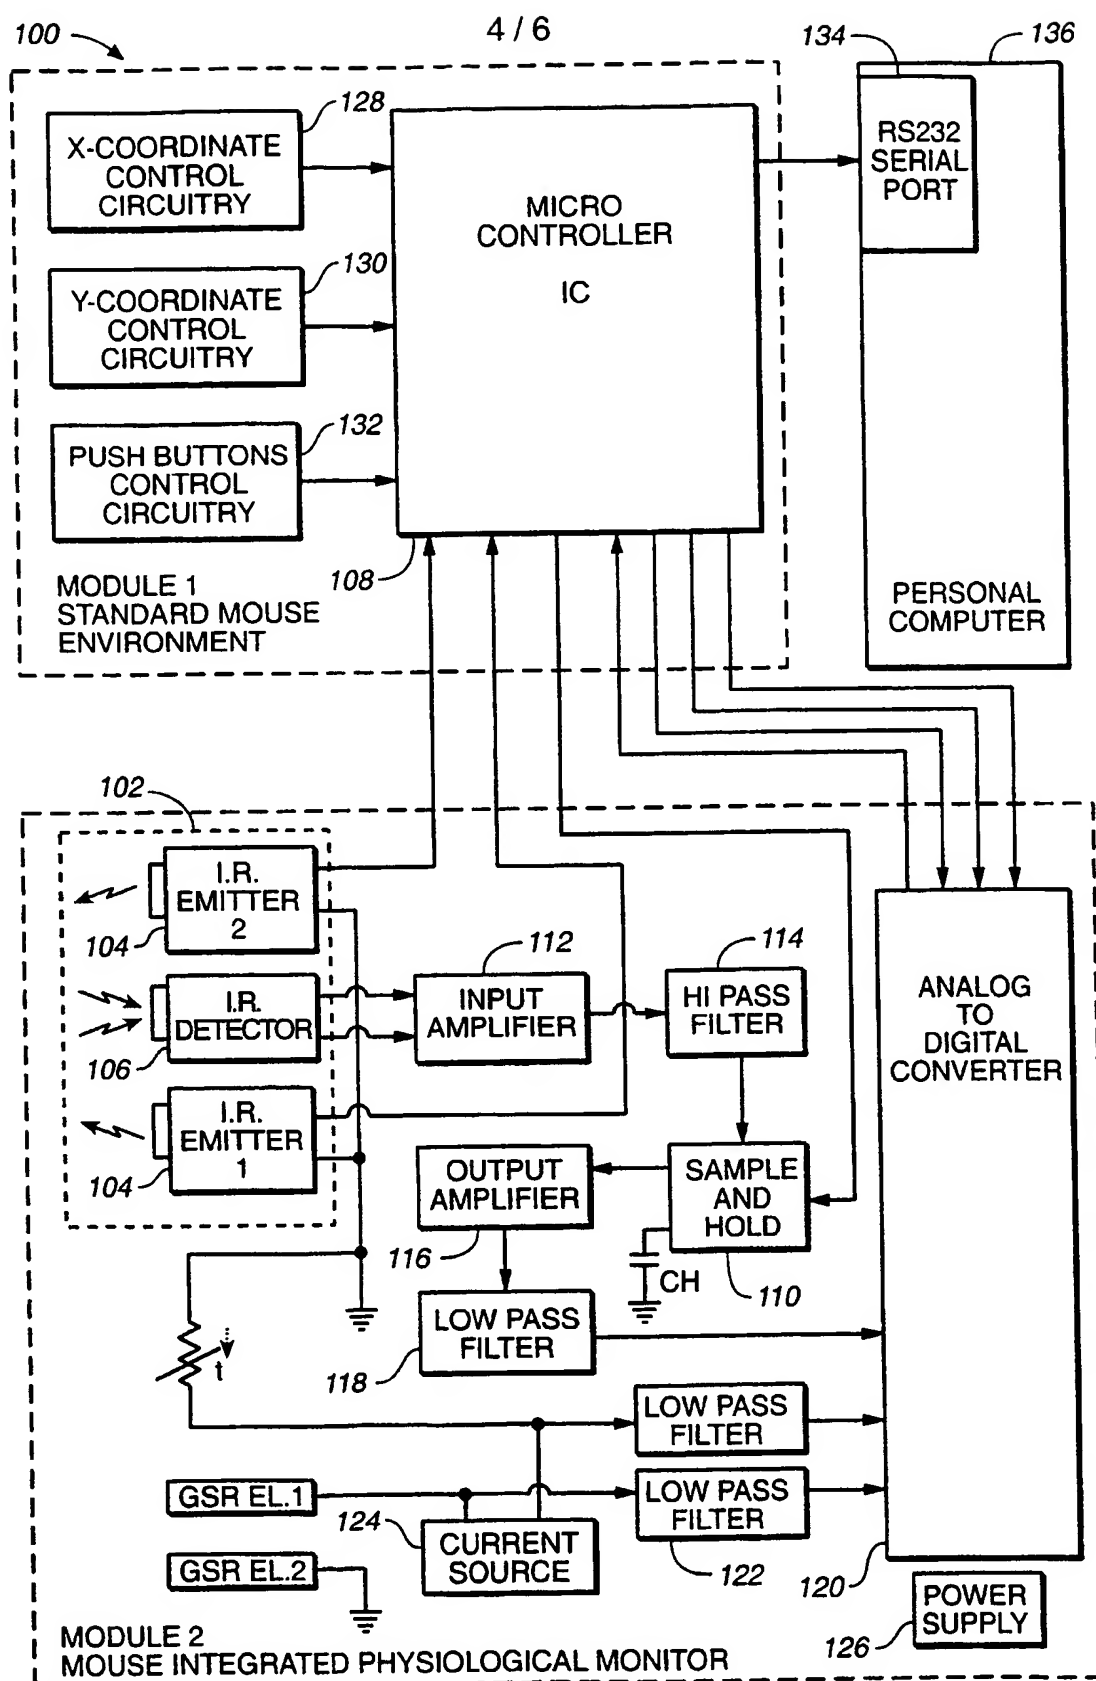 4 / 6
100
134
136
128
X-COORDINATE
CONTROL
CIRCUITRY
MICRO
CONTROLLER
IC
RS232
SERIAL
PORT
130
Y-COORDINATE
CONTROL
CIRCUITRY
132
PUSH BUTTONS
CONTROL
CIRCUITRY
108
MODULE 1
STANDARD MOUSE
ENVIRONMENT
PERSONAL
COMPUTER
102
I.R.
EMITTER
2
104
I.R.
DETECTOR
106
I.R.
EMITTER
1
104
112
INPUT
AMPLIFIER
114
HI PASS
FILTER
ANALOG
TO
DIGITAL
CONVERTER
OUTPUT
AMPLIFIER
116
SAMPLE
AND
HOLD
CH
110
LOW PASS
FILTER
118
t
LOW PASS
FILTER
GSR EL.1
LOW PASS
FILTER
124
CURRENT
SOURCE
122
120
GSR EL.2
POWER
SUPPLY
126
MODULE 2
MOUSE INTEGRATED PHYSIOLOGICAL MONITOR